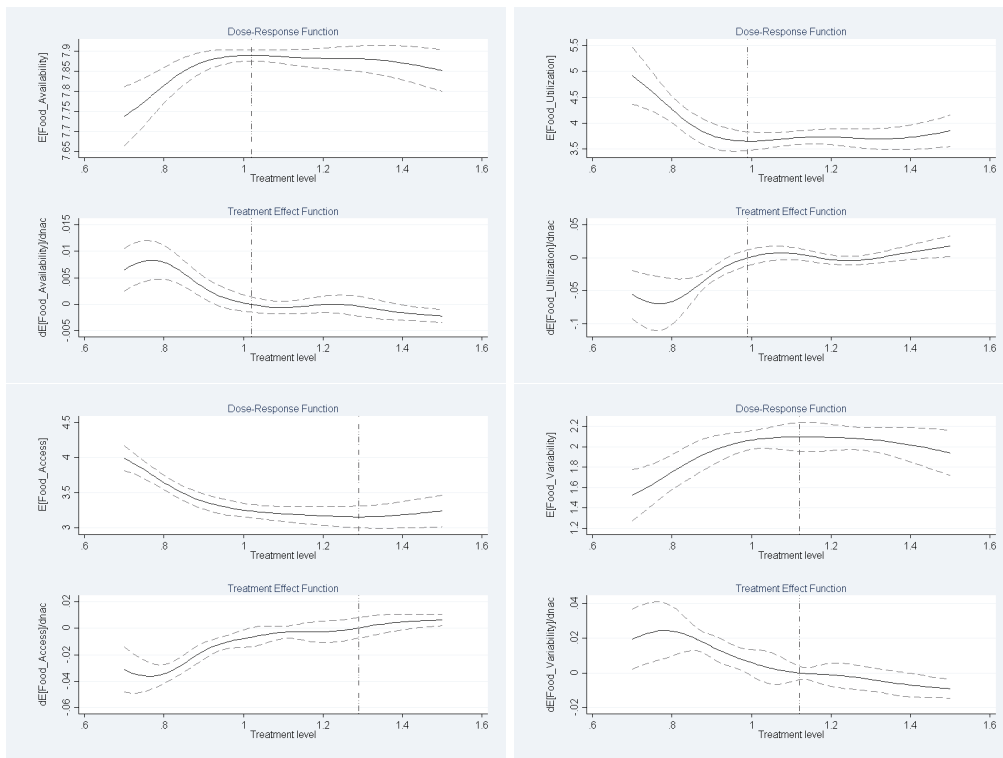 Dose-Response Function
E[Food_Availability]
7.65 7.7 7.75 7.8 7.85 7.9
.6 .8 1 1.2 1.4 1.6
Treatment level
Treatment Effect Function
dE[Food_Availability]/dnac
-.005 0 .005 .01 .015
.6 .8 1 1.2 1.4 1.6
Treatment level
Dose-Response Function
E[Food_Utilization]
3.5 4 4.5 5 5.5
.6 .8 1 1.2 1.4 1.6
Treatment level
Treatment Effect Function
dE[Food_Utilization]/dnac
-.1 -.05 0 .05
.6 .8 1 1.2 1.4 1.6
Treatment level
Dose-Response Function
E[Food_Access]
3 3.5 4 4.5
.6 .8 1 1.2 1.4 1.6
Treatment level
Treatment Effect Function
dE[Food_Access]/dnac
-.06 -.04 -.02 0 .02
.6 .8 1 1.2 1.4 1.6
Treatment level
Dose-Response Function
E[Food_Variability]
1.2 1.4 1.6 1.8 2 2.2
.6 .8 1 1.2 1.4 1.6
Treatment level
Treatment Effect Function
dE[Food_Variability]/dnac
-.02 0 .02 .04
.6 .8 1 1.2 1.4 1.6
Treatment level